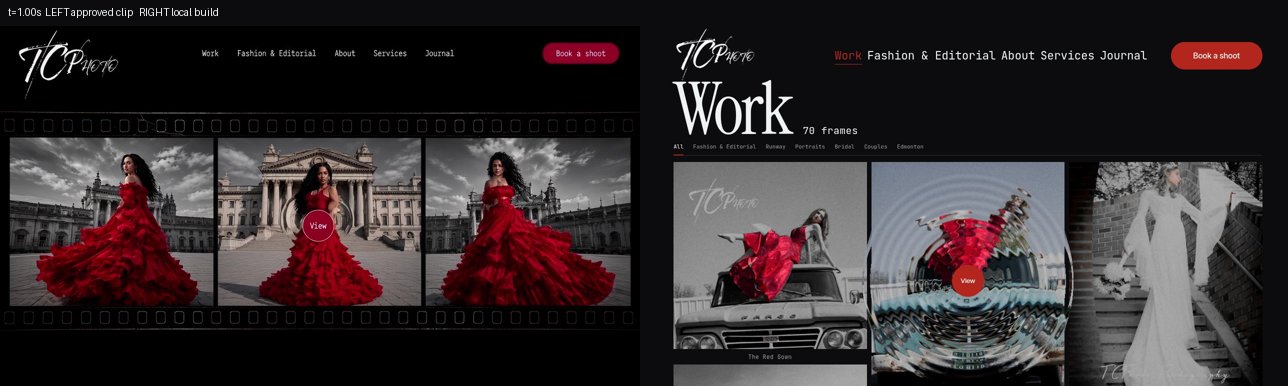 t=1.00s LEFT approved clip RIGHT local build
TCPHOTO
Work Fashion & Editorial About Services Journal
Book a shoot
View
TCPHOTO
Work Fashion & Editorial About Services Journal
Book a shoot
Work 70 frames
All Fashion & Editorial Runway Portraits Bridal Couples Edmonton
TCPHOTO
DODGE
View
The Red Gown